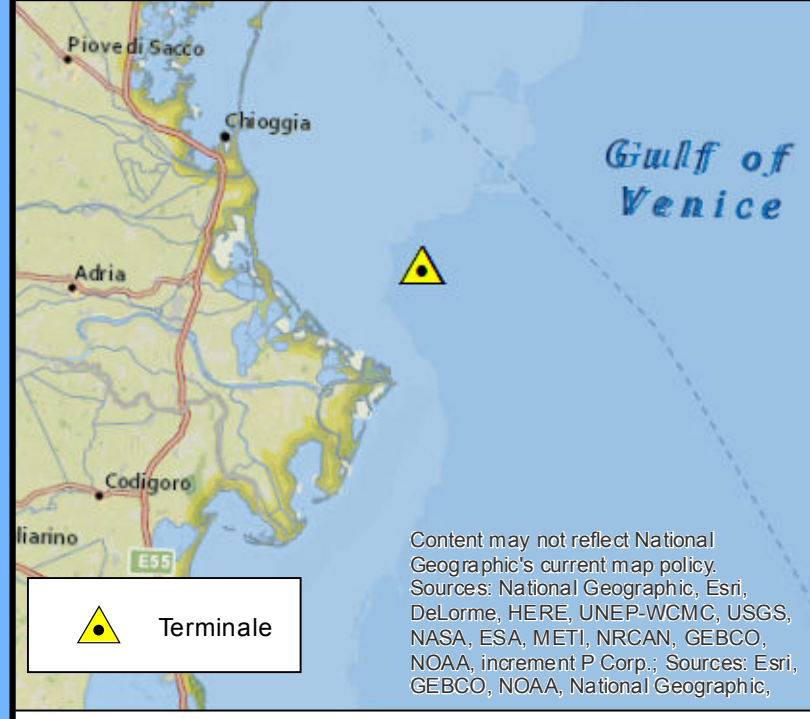 Piove di Sacco
Chioggia
Gulf of
Venice
Adria
Codigoro
liarino
E55
Terminale
Content may not reflect National
Geographic's current map policy.
Sources: National Geographic, Esri,
DeLorme, HERE, UNEP-WCMC, USGS,
NASA, ESA, METI, NRCAN, GEBCO,
NOAA, increment P Corp.; Sources: Esri,
GEBCO, NOAA, National Geographic,